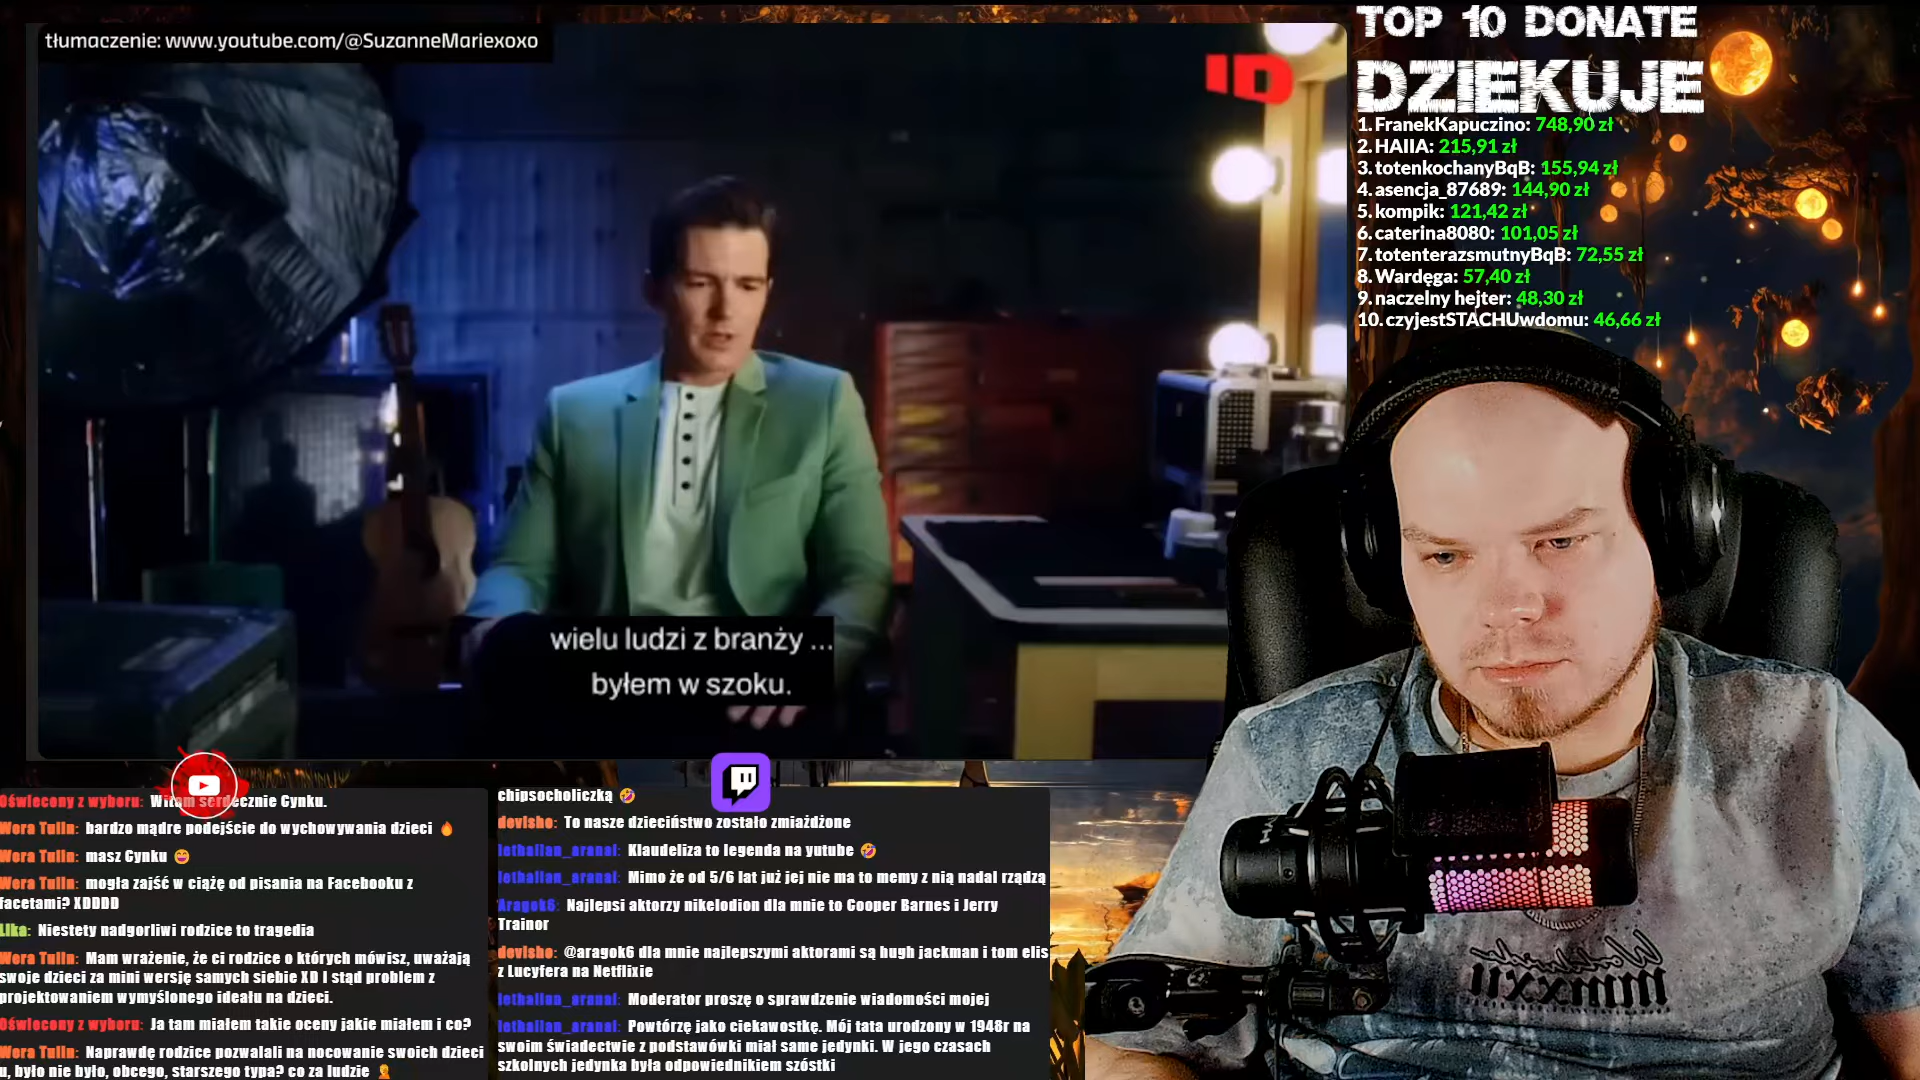 tłumaczenie: www.youtube.com/@SuzanneMariexoxo
ID
wielu ludzi z branży ...
byłem w szoku.
TOP 10 DONATE
DZIEKUJE
1. FranekKapuczino: 748,90 zł
2. HAIIA: 215,91 zł
3. totenkochanyBqB: 155,94 zł
4. asencja_87689: 144,90 zł
5. kompik: 121,42 zł
6. caterina8080: 101,05 zł
7. totenterazsmutnyBqB: 72,55 zł
8. Wardęga: 57,40 zł
9. naczelny hejter: 48,30 zł
10. czyjestSTACHUwdomu: 46,66 zł
Oświecony z wyboru: Witam serdecznie Cynku.
Wera Tulin: bardzo mądre podejście do wychowywania dzieci 🔥
Wera Tulin: masz Cynku 😄
Wera Tulin: mogła zajść w ciążę od pisania na Facebooku z
facetami? XDDDD
Lika: Niestety nadgorliwi rodzice to tragedia
Wera Tulin: Mam wrażenie, że ci rodzice o których mówisz, uważają
swoje dzieci za mini wersję samych siebie XD I stąd problem z
projektowaniem wymyślonego ideału na dzieci.
Oświecony z wyboru: Ja tam miałem takie oceny jakie miałem i co?
Wera Tulin: Naprawdę rodzice pozwalali na nocowanie swoich dzieci
u, było nie było, obcego, starszego typa? co za ludzie 🤦
chipsocholiczką 🤣
devisho: To nasze dzieciństwo zostało zmiażdżone
lethalian_aranai: Klaudeliza to legenda na yutube 🤣
lethalian_aranai: Mimo że od 5/6 lat już jej nie ma to memy z nią nadal rządzą
Aragok6: Najlepsi aktorzy nikelodion dla mnie to Cooper Barnes i Jerry
Trainor
devisho: @aragok6 dla mnie najlepszymi aktorami są hugh jackman i tom elis
z Lucyfera na Netflixie
lethalian_aranai: Moderator proszę o sprawdzenie wiadomości mojej
lethalian_aranai: Powtórzę jako ciekawostkę. Mój tata urodzony w 1948r na
swoim świadectwie z podstawówki miał same jedynki. W jego czasach
szkolnych jedynka była odpowiednikiem szóstki
MMXXII